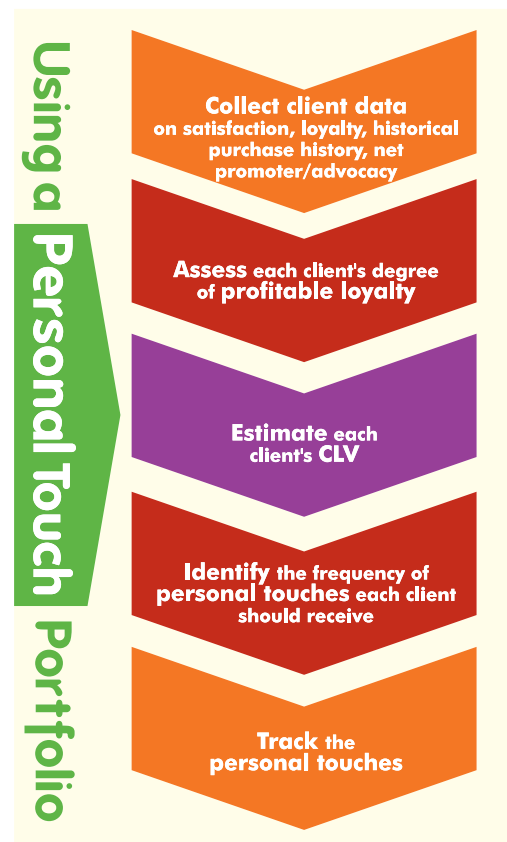 Using a Personal Touch Portfolio
Collect client data
on satisfaction, loyalty, historical
purchase history, net
promoter/advocacy
Assess each client's degree
of profitable loyalty
Estimate each
client's CLV
Identify the frequency of
personal touches each client
should receive
Track the
personal touches